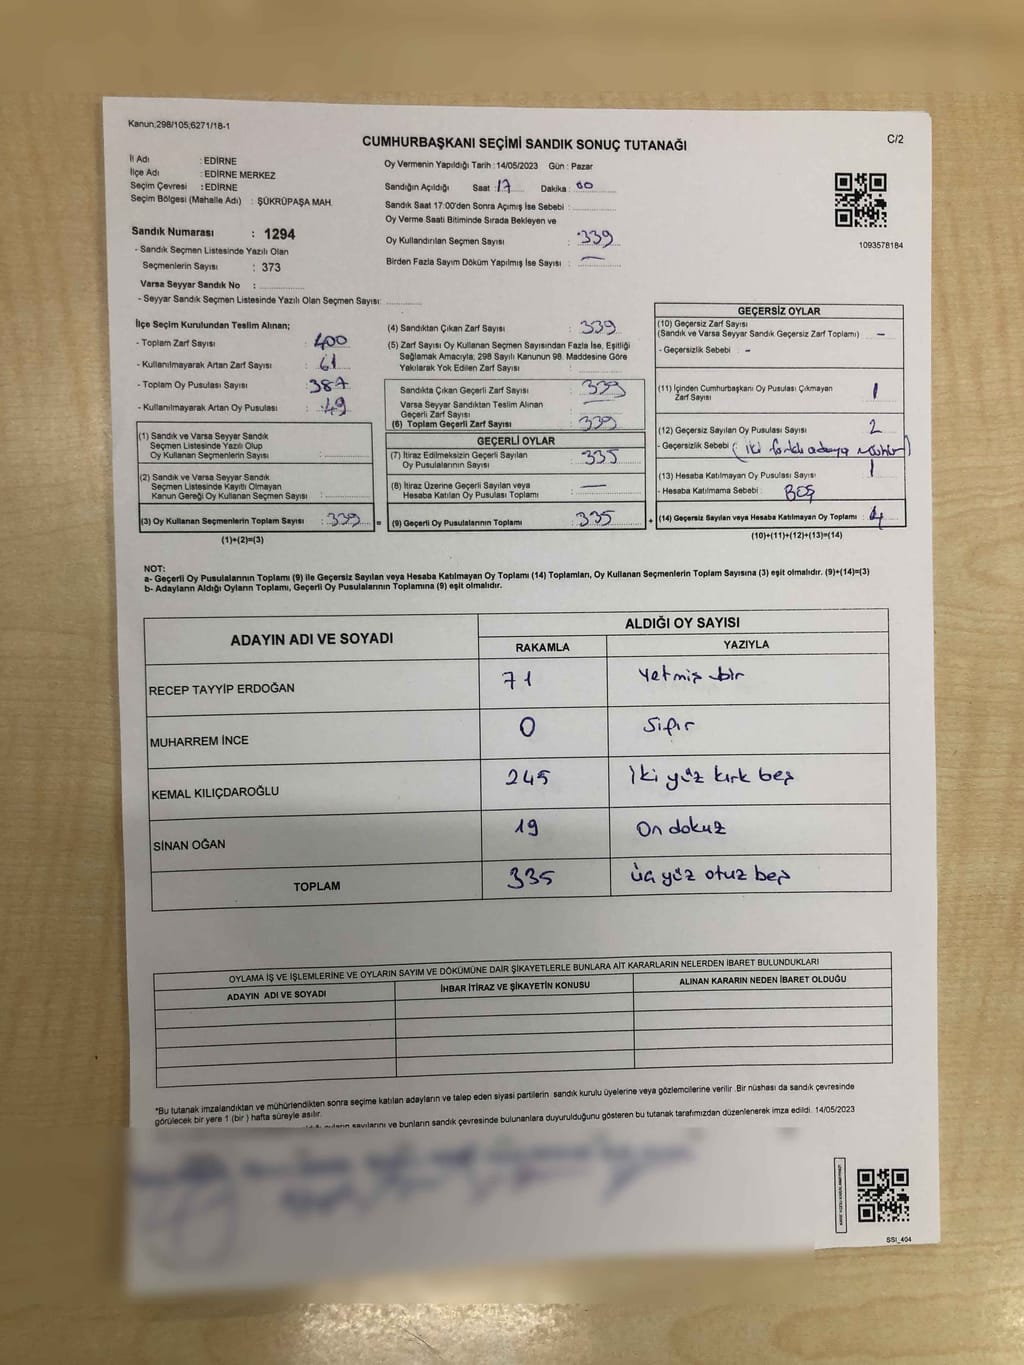 Kanun,298/105;6271/18-1
C/2
CUMHURBAŞKANI SEÇİMİ SANDIK SONUÇ TUTANAĞI
İl Adı : EDİRNE
İlçe Adı : EDİRNE MERKEZ
Seçim Çevresi : EDİRNE
Seçim Bölgesi (Mahalle Adı) : ŞÜKRÜPAŞA MAH.
Sandık Numarası : 1294
- Sandık Seçmen Listesinde Yazılı Olan
Seçmenlerin Sayısı : 373
Varsa Seyyar Sandık No :
- Seyyar Sandık Seçmen Listesinde Yazılı Olan Seçmen Sayısı:
Oy Vermenin Yapıldığı Tarih : 14/05/2023 Gün : Pazar
Sandığın Açıldığı Saat : 17 Dakika : 00
Sandık Saat 17:00'den Sonra Açımış İse Sebebi :
Oy Verme Saati Bitiminde Sırada Bekleyen ve
Oy Kullandırılan Seçmen Sayısı : 339
Birden Fazla Sayım Döküm Yapılmış İse Sayısı : —
1093578184
İlçe Seçim Kurulundan Teslim Alınan;
- Toplam Zarf Sayısı : 400
- Kullanılmayarak Artan Zarf Sayısı : 61
- Toplam Oy Pusulası Sayısı : 387
- Kullanılmayarak Artan Oy Pusulası : 49
(1) Sandık ve Varsa Seyyar Sandık
Seçmen Listesinde Yazılı Olup
Oy Kullanan Seçmenlerin Sayısı :
(2) Sandık ve Varsa Seyyar Sandık
Seçmen Listesinde Kayıtlı Olmayan
Kanun Gereği Oy Kullanan Seçmen Sayısı :
(3) Oy Kullanan Seçmenlerin Toplam Sayısı : 339 =
(1)+(2)=(3)
(4) Sandıktan Çıkan Zarf Sayısı : 339
(5) Zarf Sayısı Oy Kullanan Seçmen Sayısından Fazla İse, Eşitliği
Sağlamak Amacıyla, 298 Sayılı Kanunun 98. Maddesine Göre
Yakılarak Yok Edilen Zarf Sayısı :
Sandıkta Çıkan Geçerli Zarf Sayısı : 339
Varsa Seyyar Sandıktan Teslim Alınan
Geçerli Zarf Sayısı :
(6) Toplam Geçerli Zarf Sayısı : 339
GEÇERLİ OYLAR
(7) İtiraz Edilmeksizin Geçerli Sayılan
Oy Pusulalarının Sayısı : 335
(8) İtiraz Üzerine Geçerli Sayılan veya
Hesaba Katılan Oy Pusulası Toplamı : —
(9) Geçerli Oy Pusulalarının Toplamı : 335 +
GEÇERSİZ OYLAR
(10) Geçersiz Zarf Sayısı
(Sandık ve Varsa Seyyar Sandık Geçersiz Zarf Toplamı) : -
- Geçersizlik Sebebi : -
(11) İçinden Cumhurbaşkanı Oy Pusulası Çıkmayan
Zarf Sayısı : 1
(12) Geçersiz Sayılan Oy Pusulası Sayısı : 2
- Geçersizlik Sebebi : (iki farklı adaya mühür)
(13) Hesaba Katılmayan Oy Pusulası Sayısı : 1
- Hesaba Katılmama Sebebi : BOŞ
(14) Geçersiz Sayılan veya Hesaba Katılmayan Oy Toplamı : 4
(10)+(11)+(12)+(13)=(14)
NOT:
a- Geçerli Oy Pusulalarının Toplamı (9) ile Geçersiz Sayılan veya Hesaba Katılmayan Oy Toplamı (14) Toplamları, Oy Kullanan Seçmenlerin Toplam Sayısına (3) eşit olmalıdır. (9)+(14)=(3)
b- Adayların Aldığı Oyların Toplamı, Geçerli Oy Pusulalarının Toplamına (9) eşit olmalıdır.
ADAYIN ADI VE SOYADI
ALDIĞI OY SAYISI
RAKAMLA YAZIYLA
RECEP TAYYİP ERDOĞAN 71 Yetmiş bir
MUHARREM İNCE 0 Sıfır
KEMAL KILIÇDAROĞLU 245 İki yüz kırk beş
SİNAN OĞAN 19 On dokuz
TOPLAM 335 üç yüz otuz beş
OYLAMA İŞ VE İŞLEMLERİNE VE OYLARIN SAYIM VE DÖKÜMÜNE DAİR ŞİKAYETLERLE BUNLARA AİT KARARLARIN NELERDEN İBARET BULUNDUKLARI
ADAYIN ADI VE SOYADI İHBAR İTİRAZ VE ŞİKAYETİN KONUSU ALINAN KARARIN NEDEN İBARET OLDUĞU
*Bu tutanak imzalandıktan ve mühürlendikten sonra seçime katılan adayların ve talep eden siyasi partilerin sandık kurulu üyelerine veya gözlemcilerine verilir .Bir nüshası da sandık çevresinde
görülecek bir yere 1 (bir ) hafta süreyle asılır.
sayılarını ve bunların sandık çevresinde bulunanlara duyurulduğunu gösteren bu tutanak tarafımızdan düzenlenerek imza edildi. 14/05/2023
SSI_404